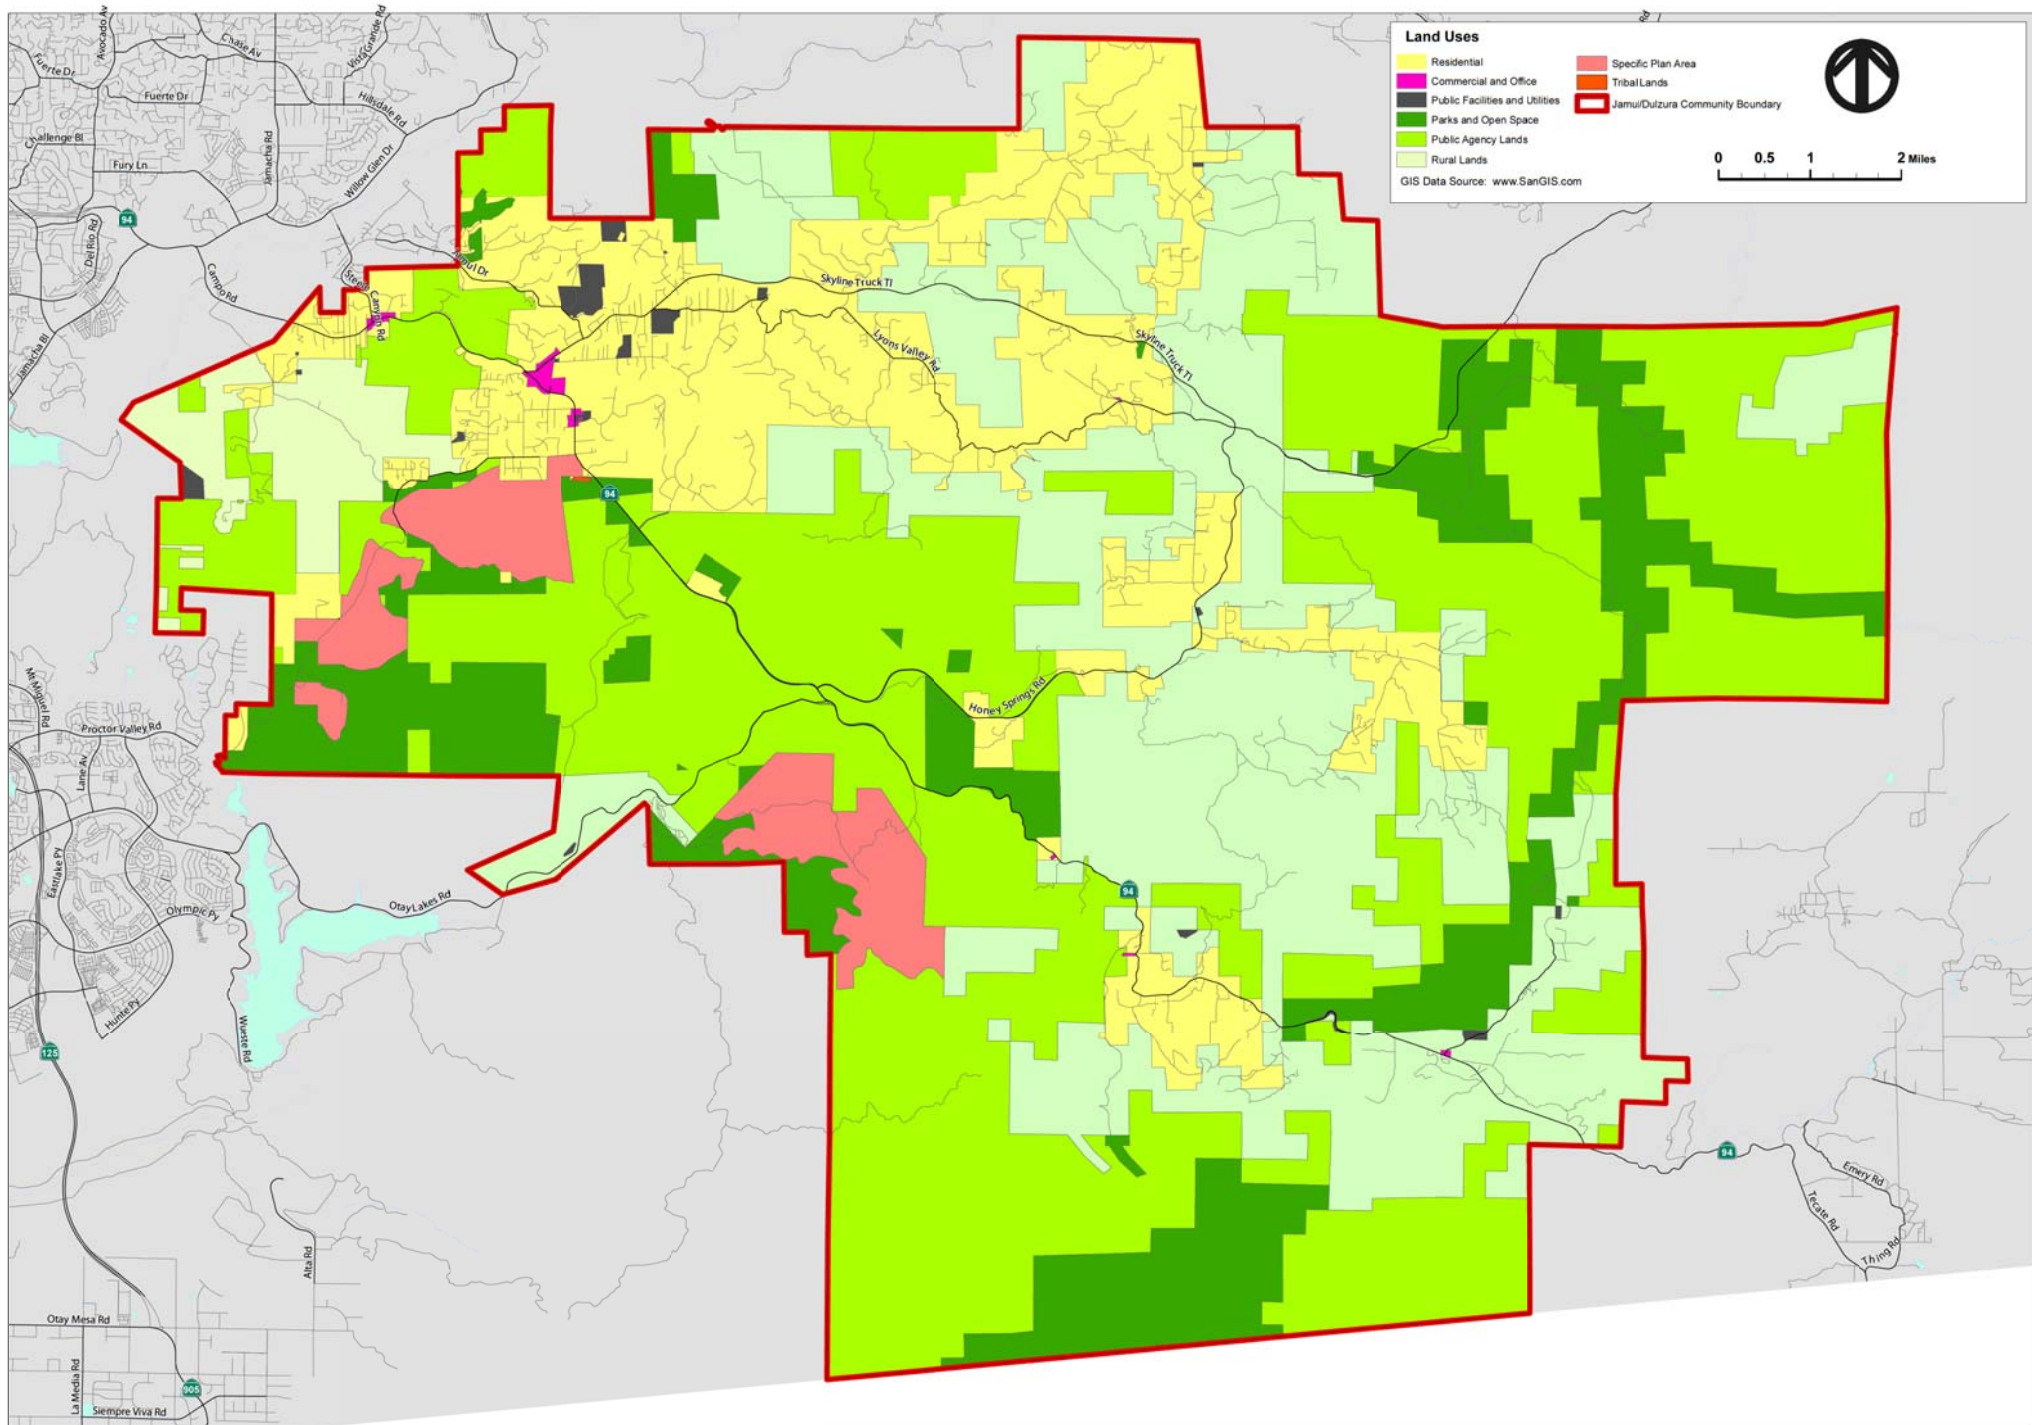 Land Uses
Residential
Commercial and Office
Public Facilities and Utilities
Parks and Open Space
Public Agency Lands
Rural Lands
Specific Plan Area
Tribal Lands
Jamul/Dulzura Community Boundary
GIS Data Source: www.SanGIS.com
0 0.5 1 2 Miles
Rd
Avocado Av
Chase Av
Vista Grande Rd
Fuerte Dr
Fuerte Dr
Hillsdale Rd
Challenge Bl
Jamacha Rd
Fury Ln
Willow Glen Dr
94
Del Rio Rd
Campo Rd
Jamul Dr
Steele Canyon Rd
Jamacha Bl
Skyline Truck Tl
Lyons Valley Rd
Skyline Truck Tl
94
Honey Springs Rd
Mt Miguel Rd
Proctor Valley Rd
Lane Av
Eastlake Py
Olympic Py
Otay Lakes Rd
94
Hunte Py
Wueste Rd
125
94
Emery Rd
Tecate Rd
Thing Rd
Alta Rd
Otay Mesa Rd
La Media Rd
905
Siempre Viva Rd